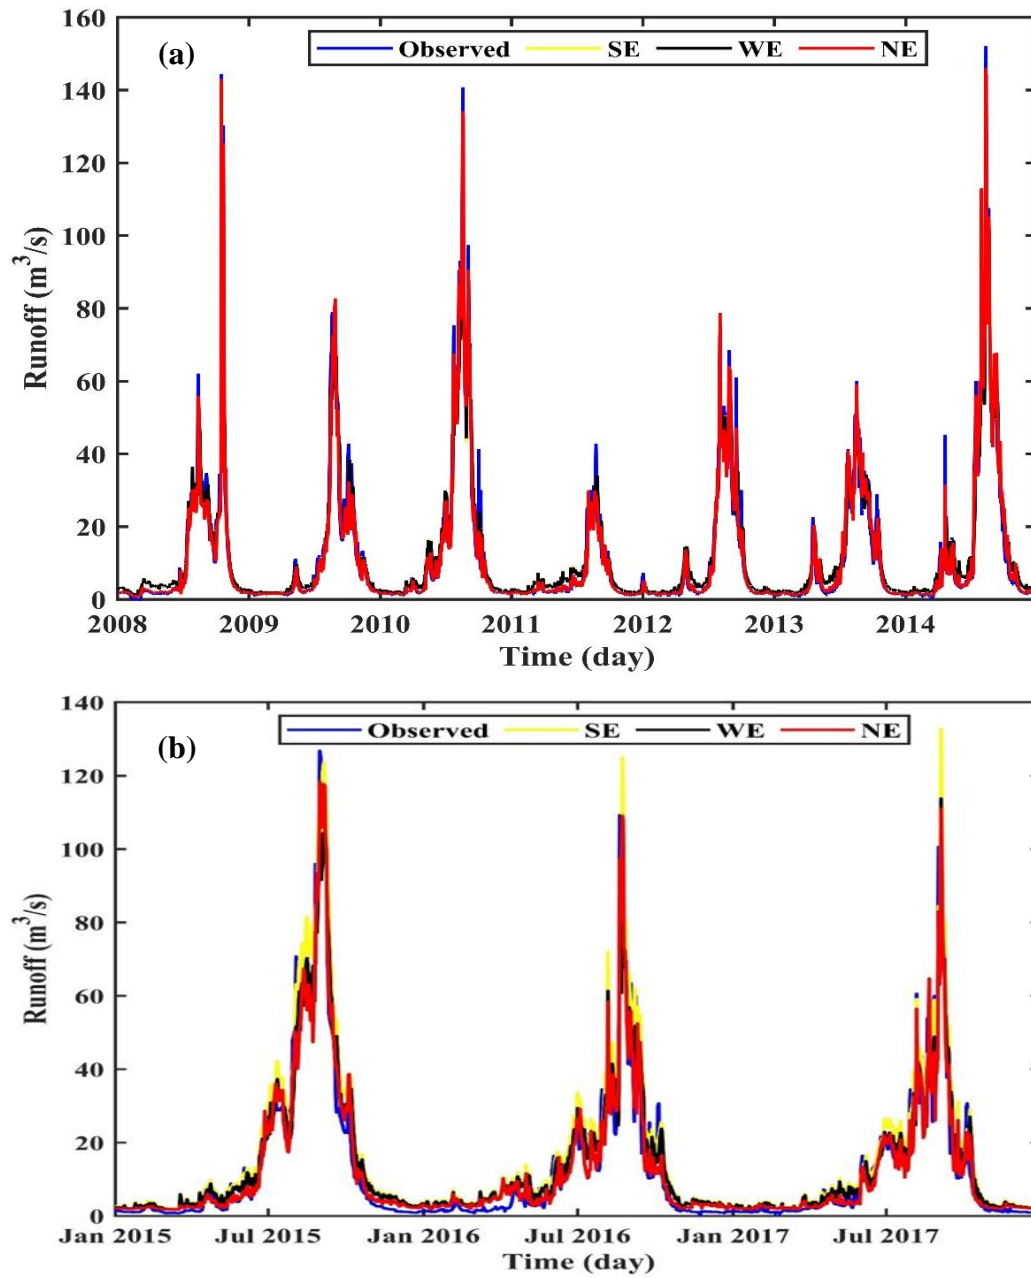 160
(a)
Observed SE WE NE
140
120
100
80
60
40
20
0
Runoff (m³/s)
2008 2009 2010 2011 2012 2013 2014
Time (day)
140
(b)
Observed SE WE NE
120
100
80
60
40
20
0
Runoff (m³/s)
Jan 2015 Jul 2015 Jan 2016 Jul 2016 Jan 2017 Jul 2017
Time (day)